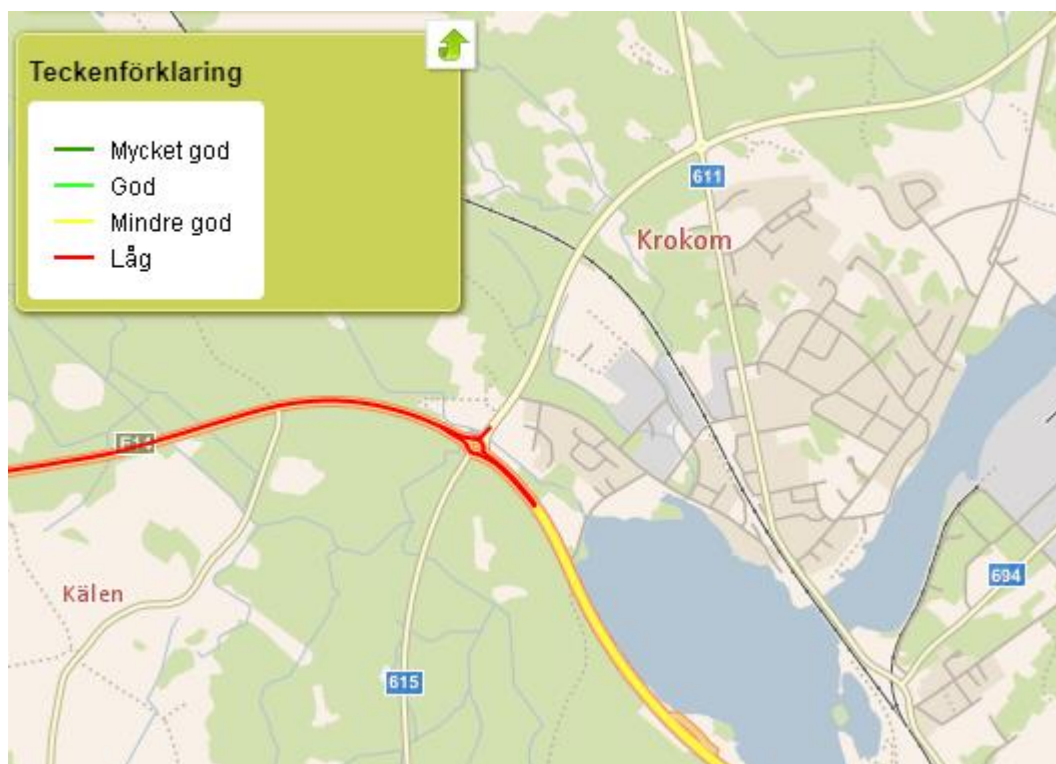 Teckenförklaring
Mycket god
God
Mindre god
Låg
611
Krokom
694
Kälen
615